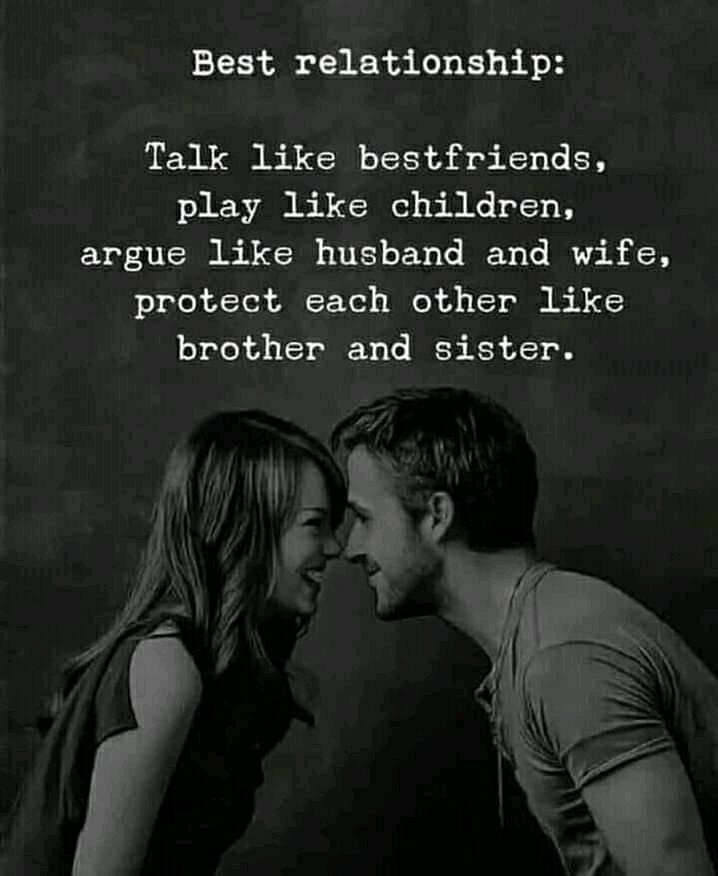 Best relationship:
Talk like bestfriends,
play like children,
argue like husband and wife,
protect each other like
brother and sister.